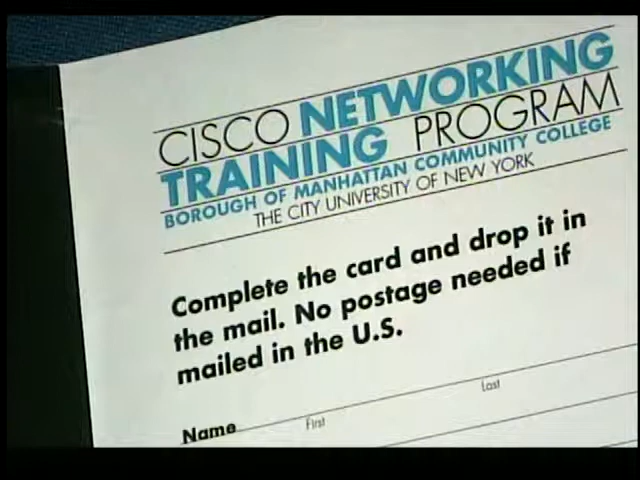 CISCO NETWORKING
TRAINING PROGRAM
BOROUGH OF MANHATTAN COMMUNITY COLLEGE
THE CITY UNIVERSITY OF NEW YORK
Complete the card and drop it in
the mail. No postage needed if
mailed in the U.S.
Name First Last